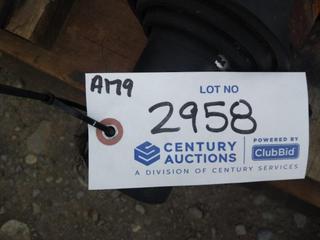 AM9
LOT NO
2958
CENTURY
AUCTIONS
POWERED BY
ClubBid
A DIVISION OF CENTURY SERVICES